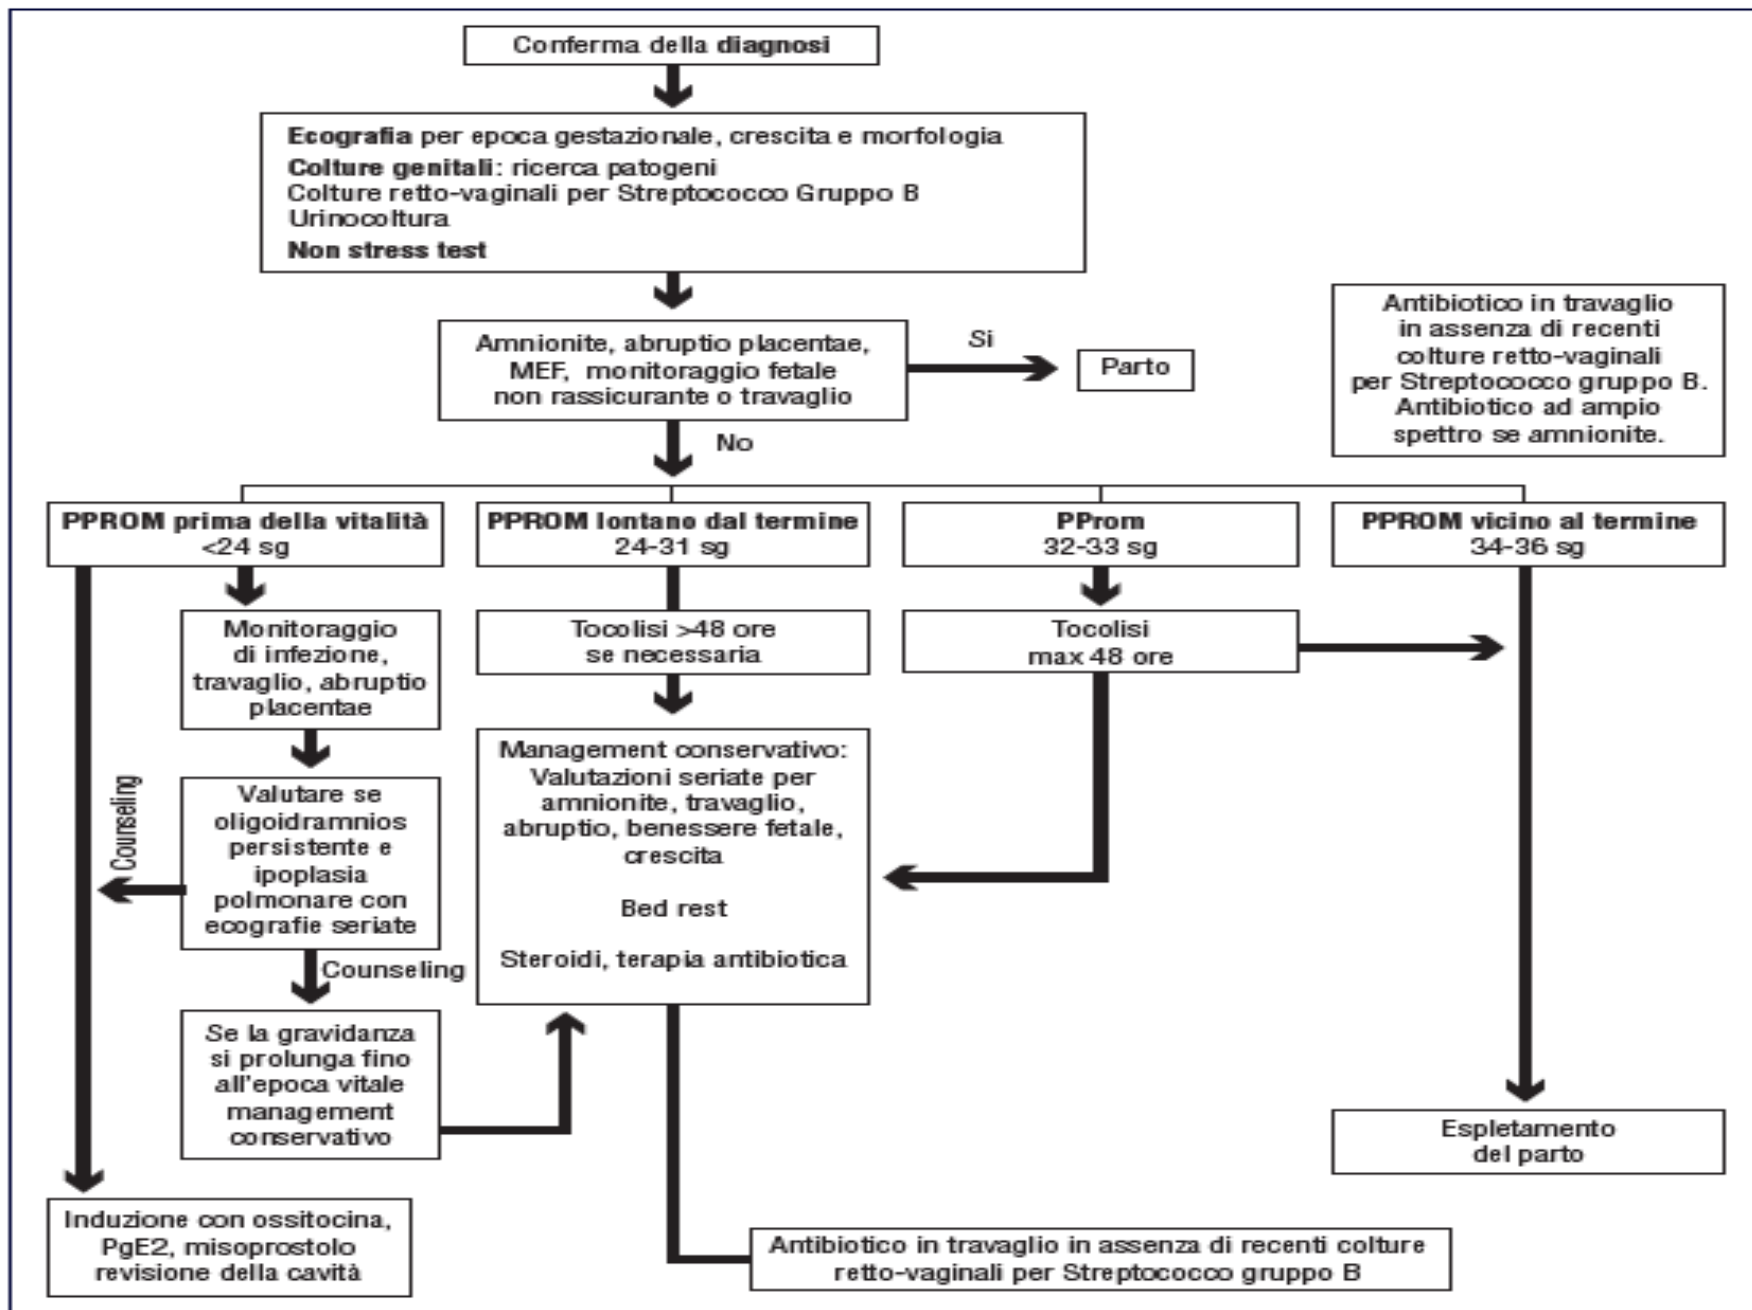 Conferma della diagnosi
Ecografia per epoca gestazionale, crescita e morfologia
Colture genitali: ricerca patogeni
Colture retto-vaginali per Streptococco Gruppo B
Urinocoltura
Non stress test
Amnionite, abruptio placentae,
MEF, monitoraggio fetale
non rassicurante o travaglio
Si
Parto
No
Antibiotico in travaglio
in assenza di recenti
colture retto-vaginali
per Streptococco gruppo B.
Antibiotico ad ampio
spettro se amnionite.
PPROM prima della vitalità
<24 sg
PPROM lontano dal termine
24-31 sg
PProm
32-33 sg
PPROM vicino al termine
34-36 sg
Monitoraggio
di infezione,
travaglio, abruptio
placentae
Tocolisi >48 ore
se necessaria
Tocolisi
max 48 ore
Counseling
Valutare se
oligoidramnios
persistente e
ipoplasia
polmonare con
ecografie seriate
Management conservativo:
Valutazioni seriate per
amnionite, travaglio,
abruptio, benessere fetale,
crescita
Bed rest
Steroidi, terapia antibiotica
Counseling
Se la gravidanza
si prolunga fino
all'epoca vitale
management
conservativo
Espletamento
del parto
Induzione con ossitocina,
PgE2, misoprostolo
revisione della cavità
Antibiotico in travaglio in assenza di recenti colture
retto-vaginali per Streptococco gruppo B